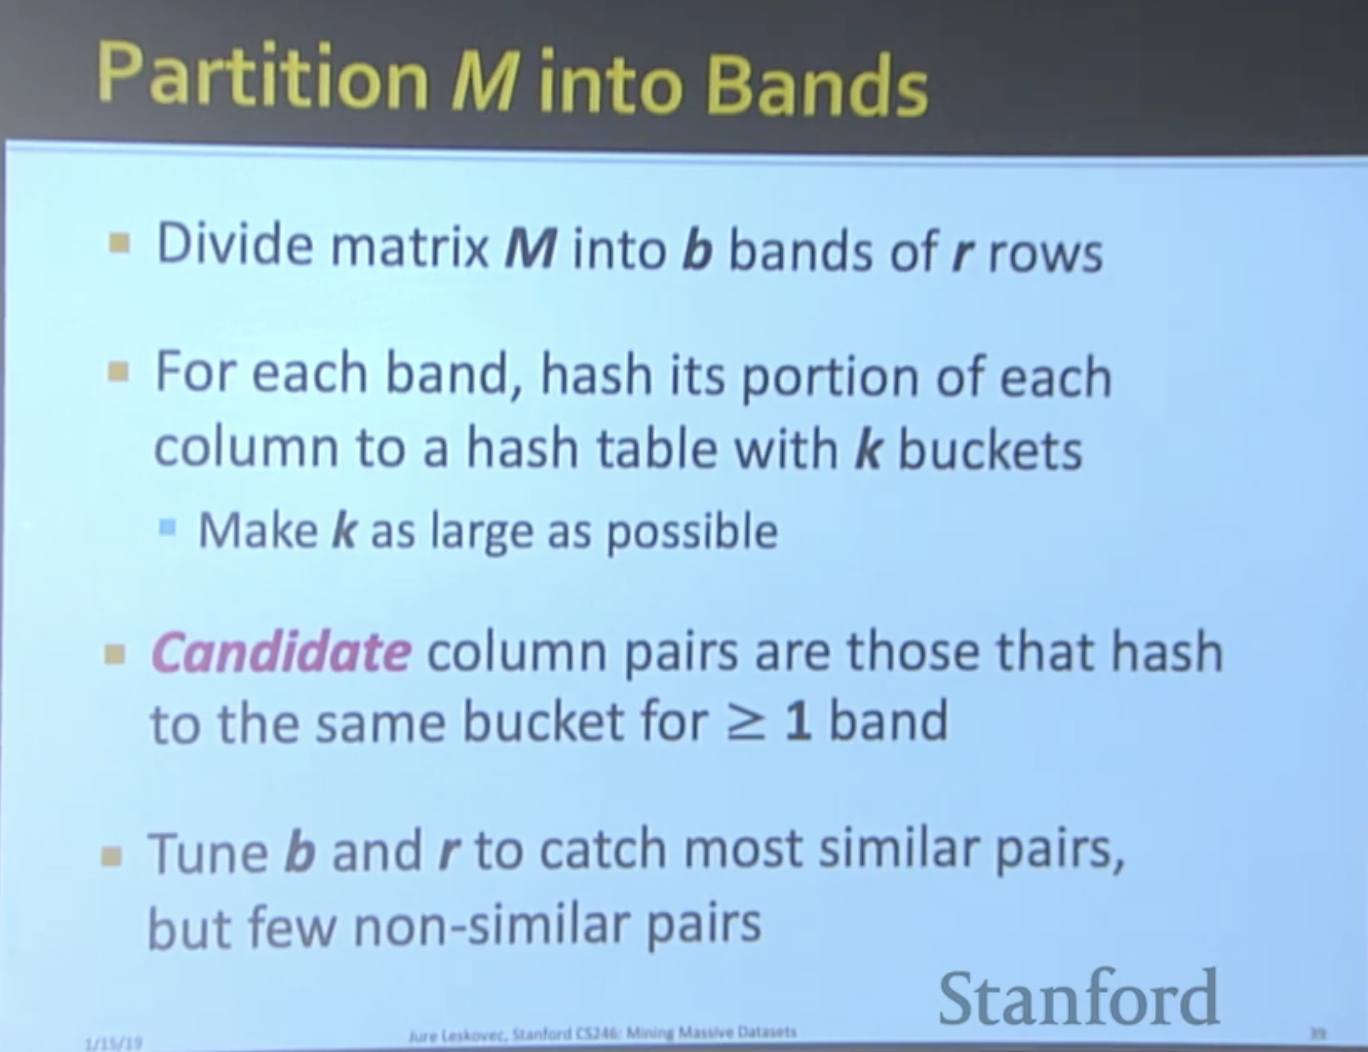 Partition M into Bands
Divide matrix M into b bands of r rows
For each band, hash its portion of each
column to a hash table with k buckets
Make k as large as possible
Candidate column pairs are those that hash
to the same bucket for ≥ 1 band
Tune b and r to catch most similar pairs,
but few non-similar pairs
Stanford
1/15/19
Jure Leskovec, Stanford CS246: Mining Massive Datasets
39